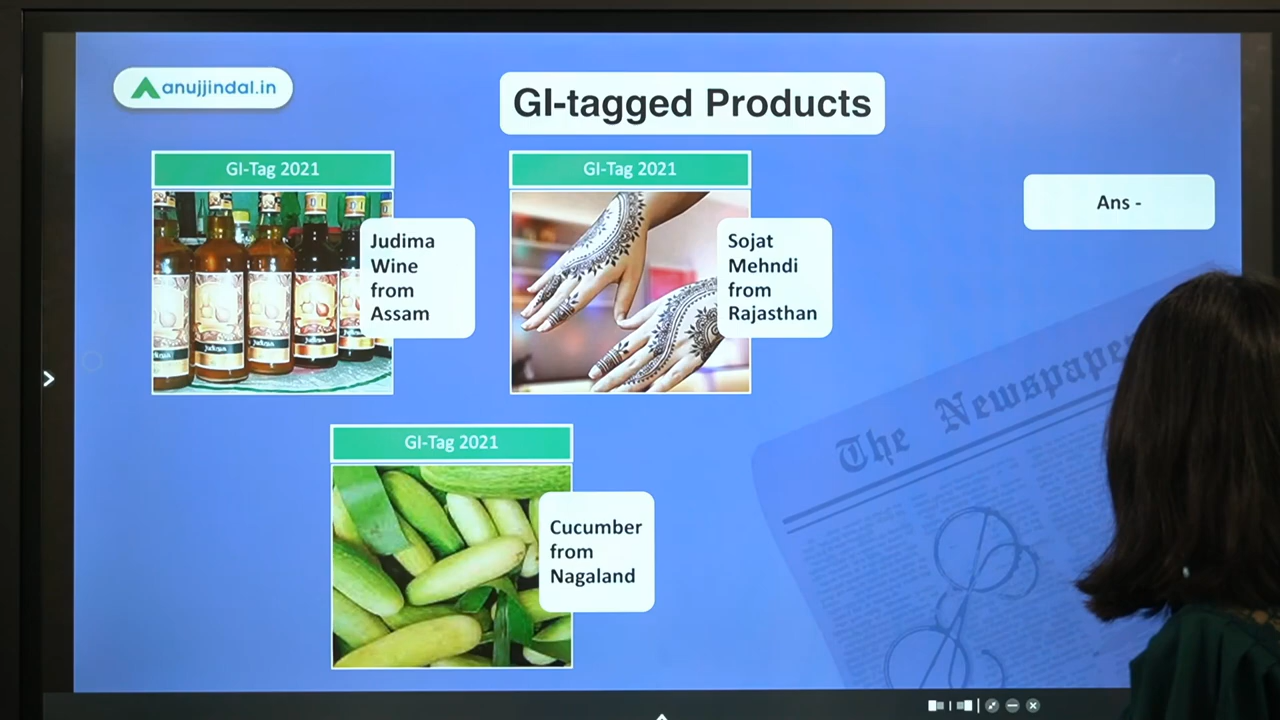 anujjindal.in
GI-tagged Products
GI-Tag 2021
Judima
Wine
from
Assam
GI-Tag 2021
Sojat
Mehndi
from
Rajasthan
Ans -
GI-Tag 2021
Cucumber
from
Nagaland
The Newspape